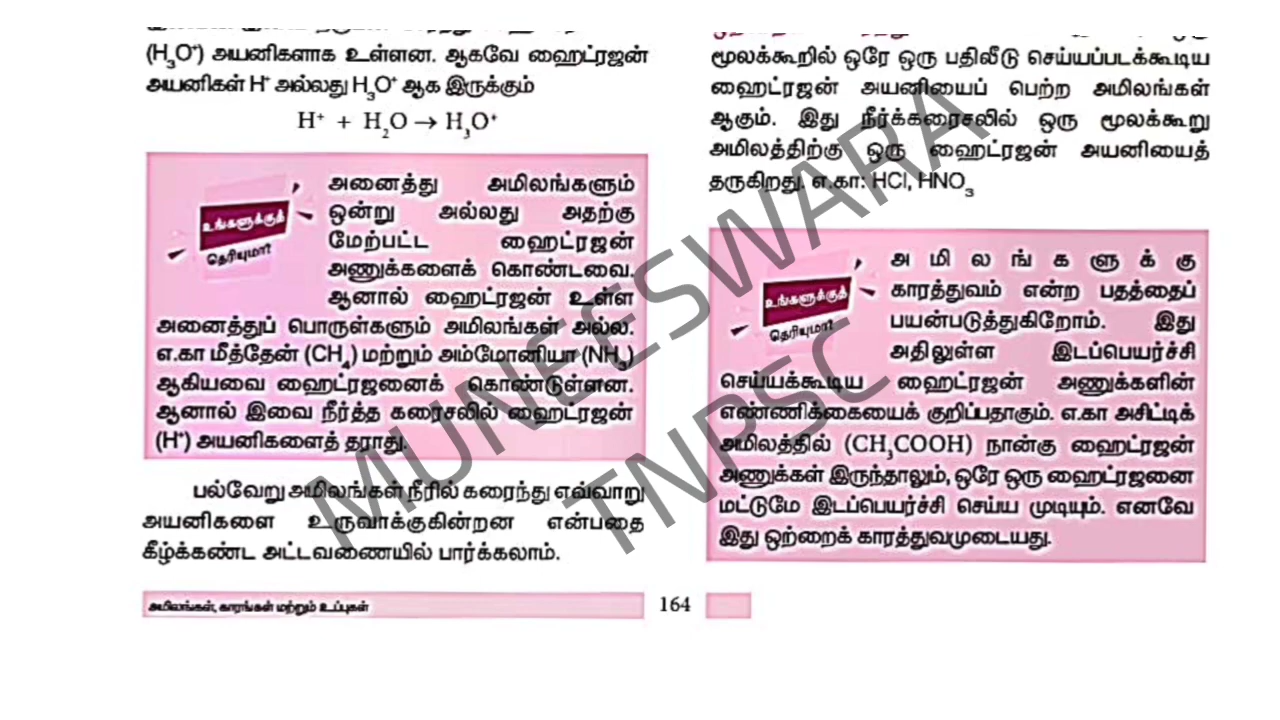 (H₃O⁺) அயனிகளாக உள்ளன. ஆகவே ஹைட்ரஜன்
அயனிகள் H⁺ அல்லது H₃O⁺ ஆக இருக்கும்
H⁺ + H₂O → H₃O⁺
உங்களுக்குத்
தெரியுமா?
அனைத்து அமிலங்களும்
ஒன்று அல்லது அதற்கு
மேற்பட்ட ஹைட்ரஜன்
அணுக்களைக் கொண்டவை.
ஆனால் ஹைட்ரஜன் உள்ள
அனைத்துப் பொருள்களும் அமிலங்கள் அல்ல.
எ.கா மீத்தேன் (CH₄) மற்றும் அம்மோனியா (NH₃)
ஆகியவை ஹைட்ரஜனைக் கொண்டுள்ளன.
ஆனால் இவை நீர்த்த கரைசலில் ஹைட்ரஜன்
(H⁺) அயனிகளைத் தராது.
பல்வேறு அமிலங்கள் நீரில் கரைந்து எவ்வாறு
அயனிகளை உருவாக்குகின்றன என்பதை
கீழ்க்கண்ட அட்டவணையில் பார்க்கலாம்.
அமிலங்கள், காரங்கள் மற்றும் உப்புகள்
164
மூலக்கூறில் ஒரே ஒரு பதிலீடு செய்யப்படக்கூடிய
ஹைட்ரஜன் அயனியைப் பெற்ற அமிலங்கள்
ஆகும். இது நீர்க்கரைசலில் ஒரு மூலக்கூறு
அமிலத்திற்கு ஒரு ஹைட்ரஜன் அயனியைத்
தருகிறது. எ.கா: HCl, HNO₃
உங்களுக்குத்
தெரியுமா?
அ மி ல ங் க ளு க் கு
காரத்துவம் என்ற பதத்தைப்
பயன்படுத்துகிறோம். இது
அதிலுள்ள இடப்பெயர்ச்சி
செய்யக்கூடிய ஹைட்ரஜன் அணுக்களின்
எண்ணிக்கையைக் குறிப்பதாகும். எ.கா அசிட்டிக்
அமிலத்தில் (CH₃COOH) நான்கு ஹைட்ரஜன்
அணுக்கள் இருந்தாலும், ஒரே ஒரு ஹைட்ரஜனை
மட்டுமே இடப்பெயர்ச்சி செய்ய முடியும். எனவே
இது ஒற்றைக் காரத்துவமுடையது.
MUNEESWARA
TNPSC